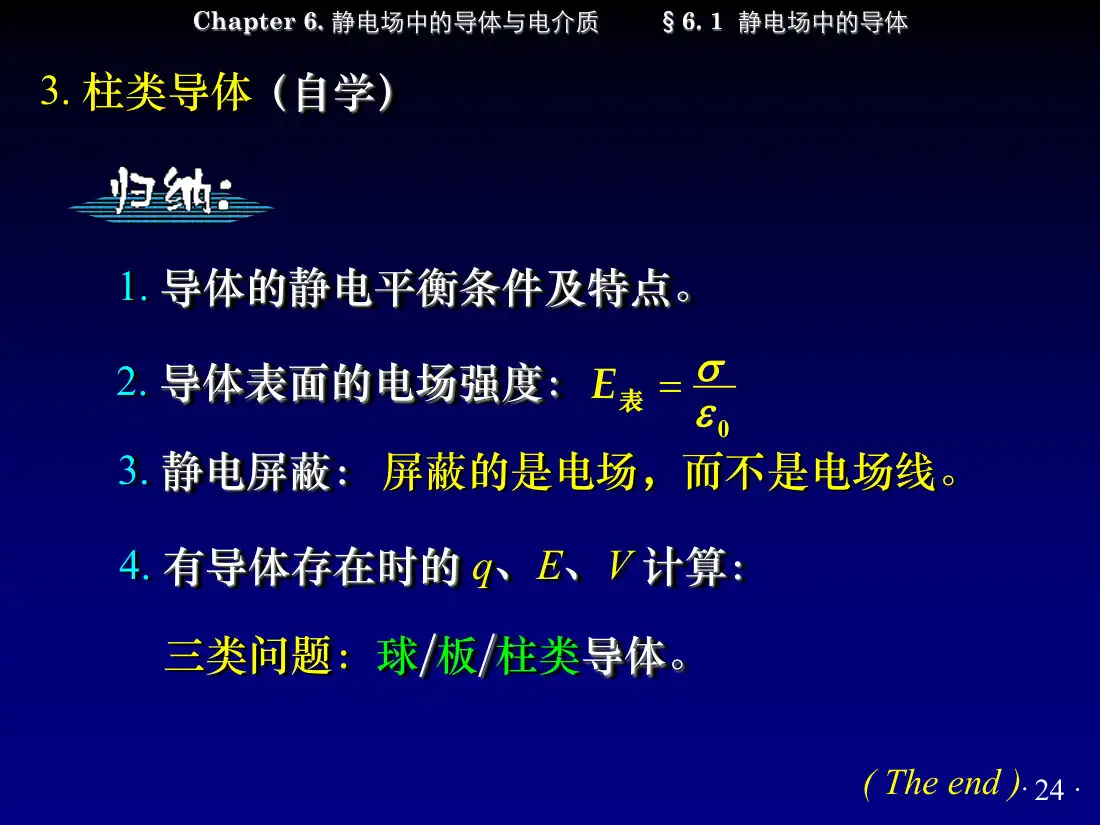 Chapter 6. 静电场中的导体与电介质 § 6. 1 静电场中的导体
3. 柱类导体（自学）
归纳：
1. 导体的静电平衡条件及特点。
2. 导体表面的电场强度： E表 = σ/ε0
3. 静电屏蔽： 屏蔽的是电场，而不是电场线。
4. 有导体存在时的 q、E、V 计算：
三类问题：球/板/柱类导体。
( The end )
· 24 ·